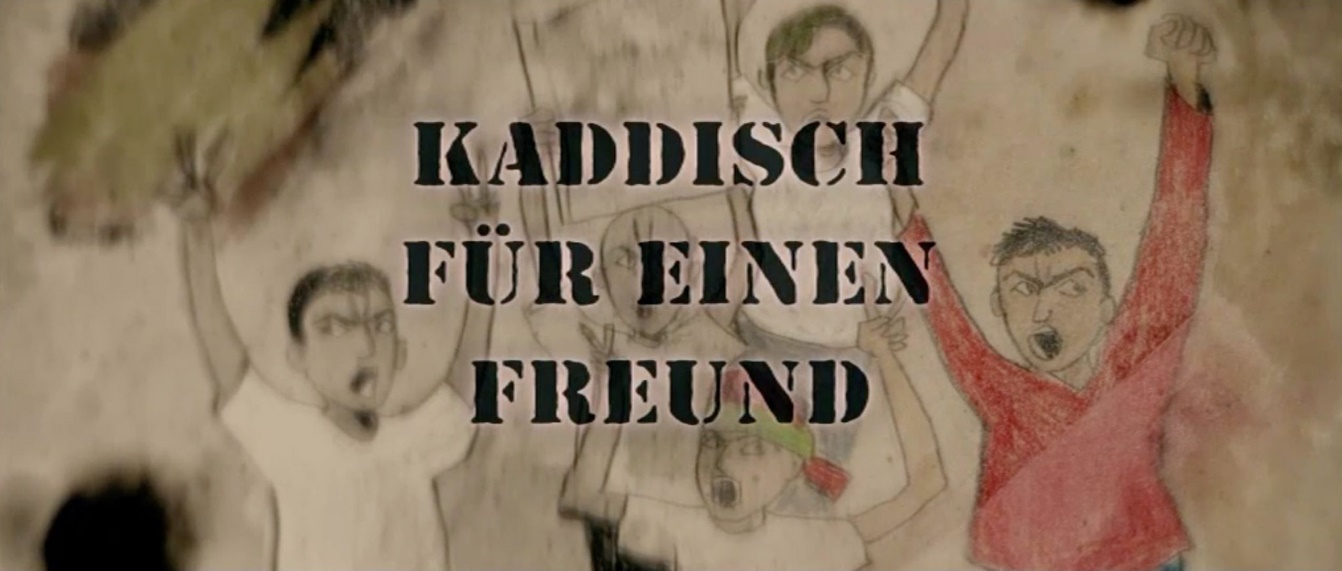 KADDISCH
FÜR EINEN
FREUND